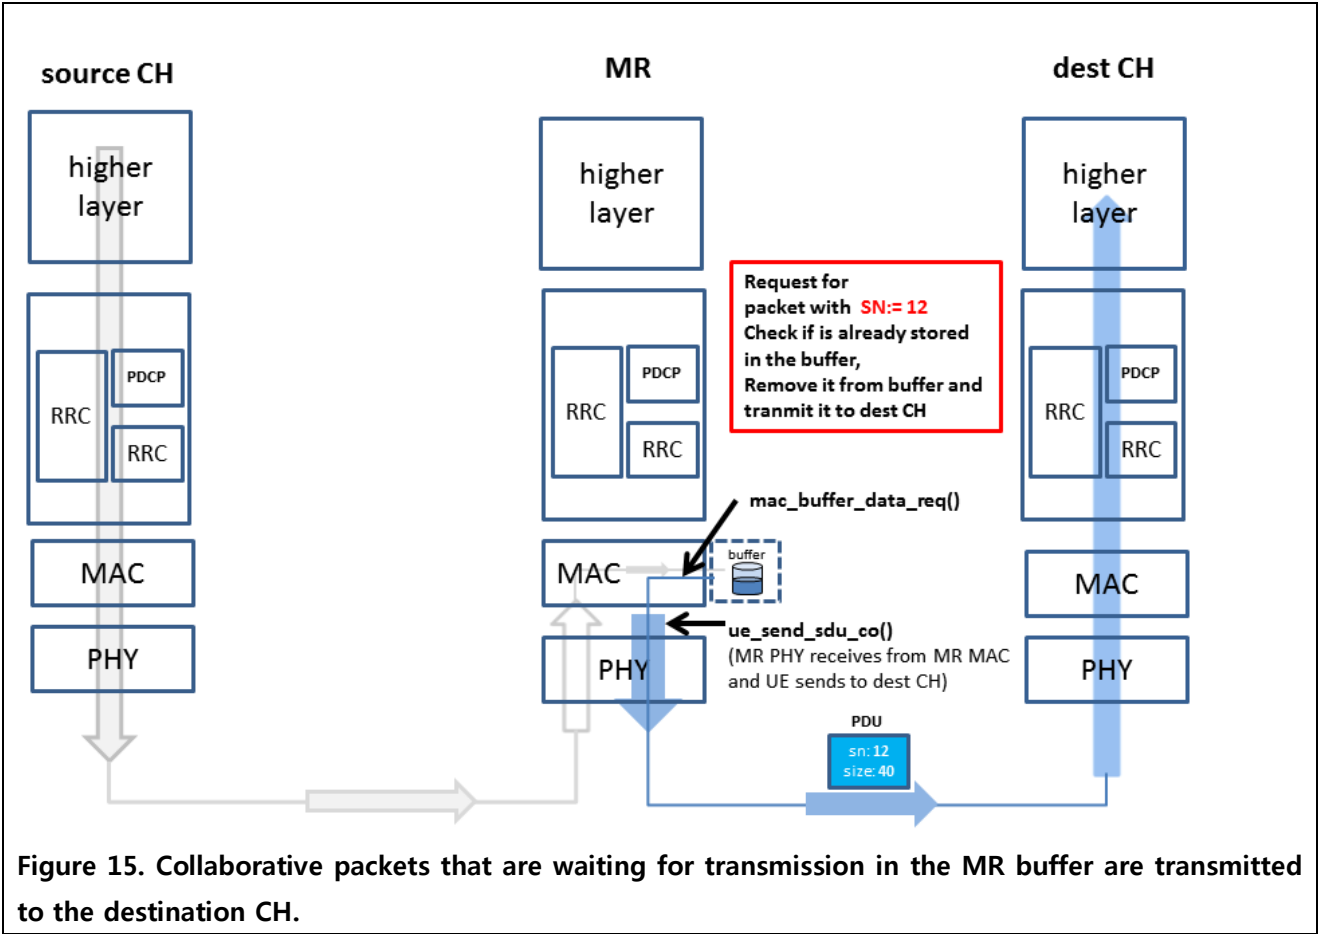 source CH
MR
dest CH
higher
layer
higher
layer
higher
layer
Request for
packet with SN:= 12
Check if is already stored
in the buffer,
Remove it from buffer and
tranmit it to dest CH
RRC
PDCP
RRC
RRC
PDCP
RRC
RRC
PDCP
RRC
mac_buffer_data_req()
MAC
MAC
buffer
MAC
ue_send_sdu_co()
(MR PHY receives from MR MAC
and UE sends to dest CH)
PHY
PHY
PHY
PDU
sn: 12
size: 40
Figure 15. Collaborative packets that are waiting for transmission in the MR buffer are transmitted
to the destination CH.